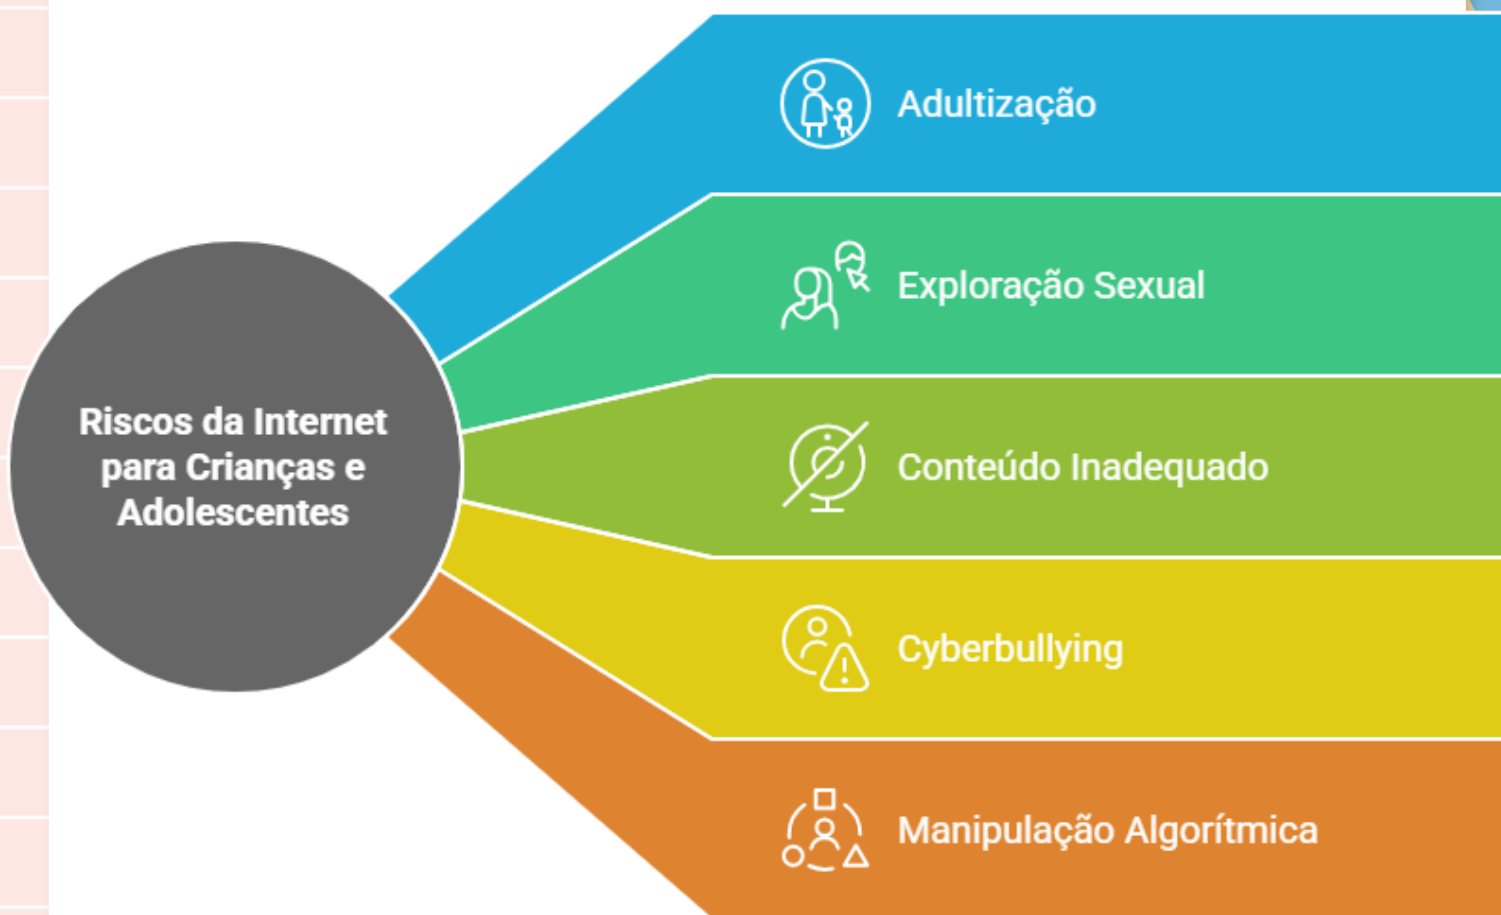 Riscos da Internet
para Crianças e
Adolescentes
Adultização
Exploração Sexual
Conteúdo Inadequado
Cyberbullying
Manipulação Algorítmica